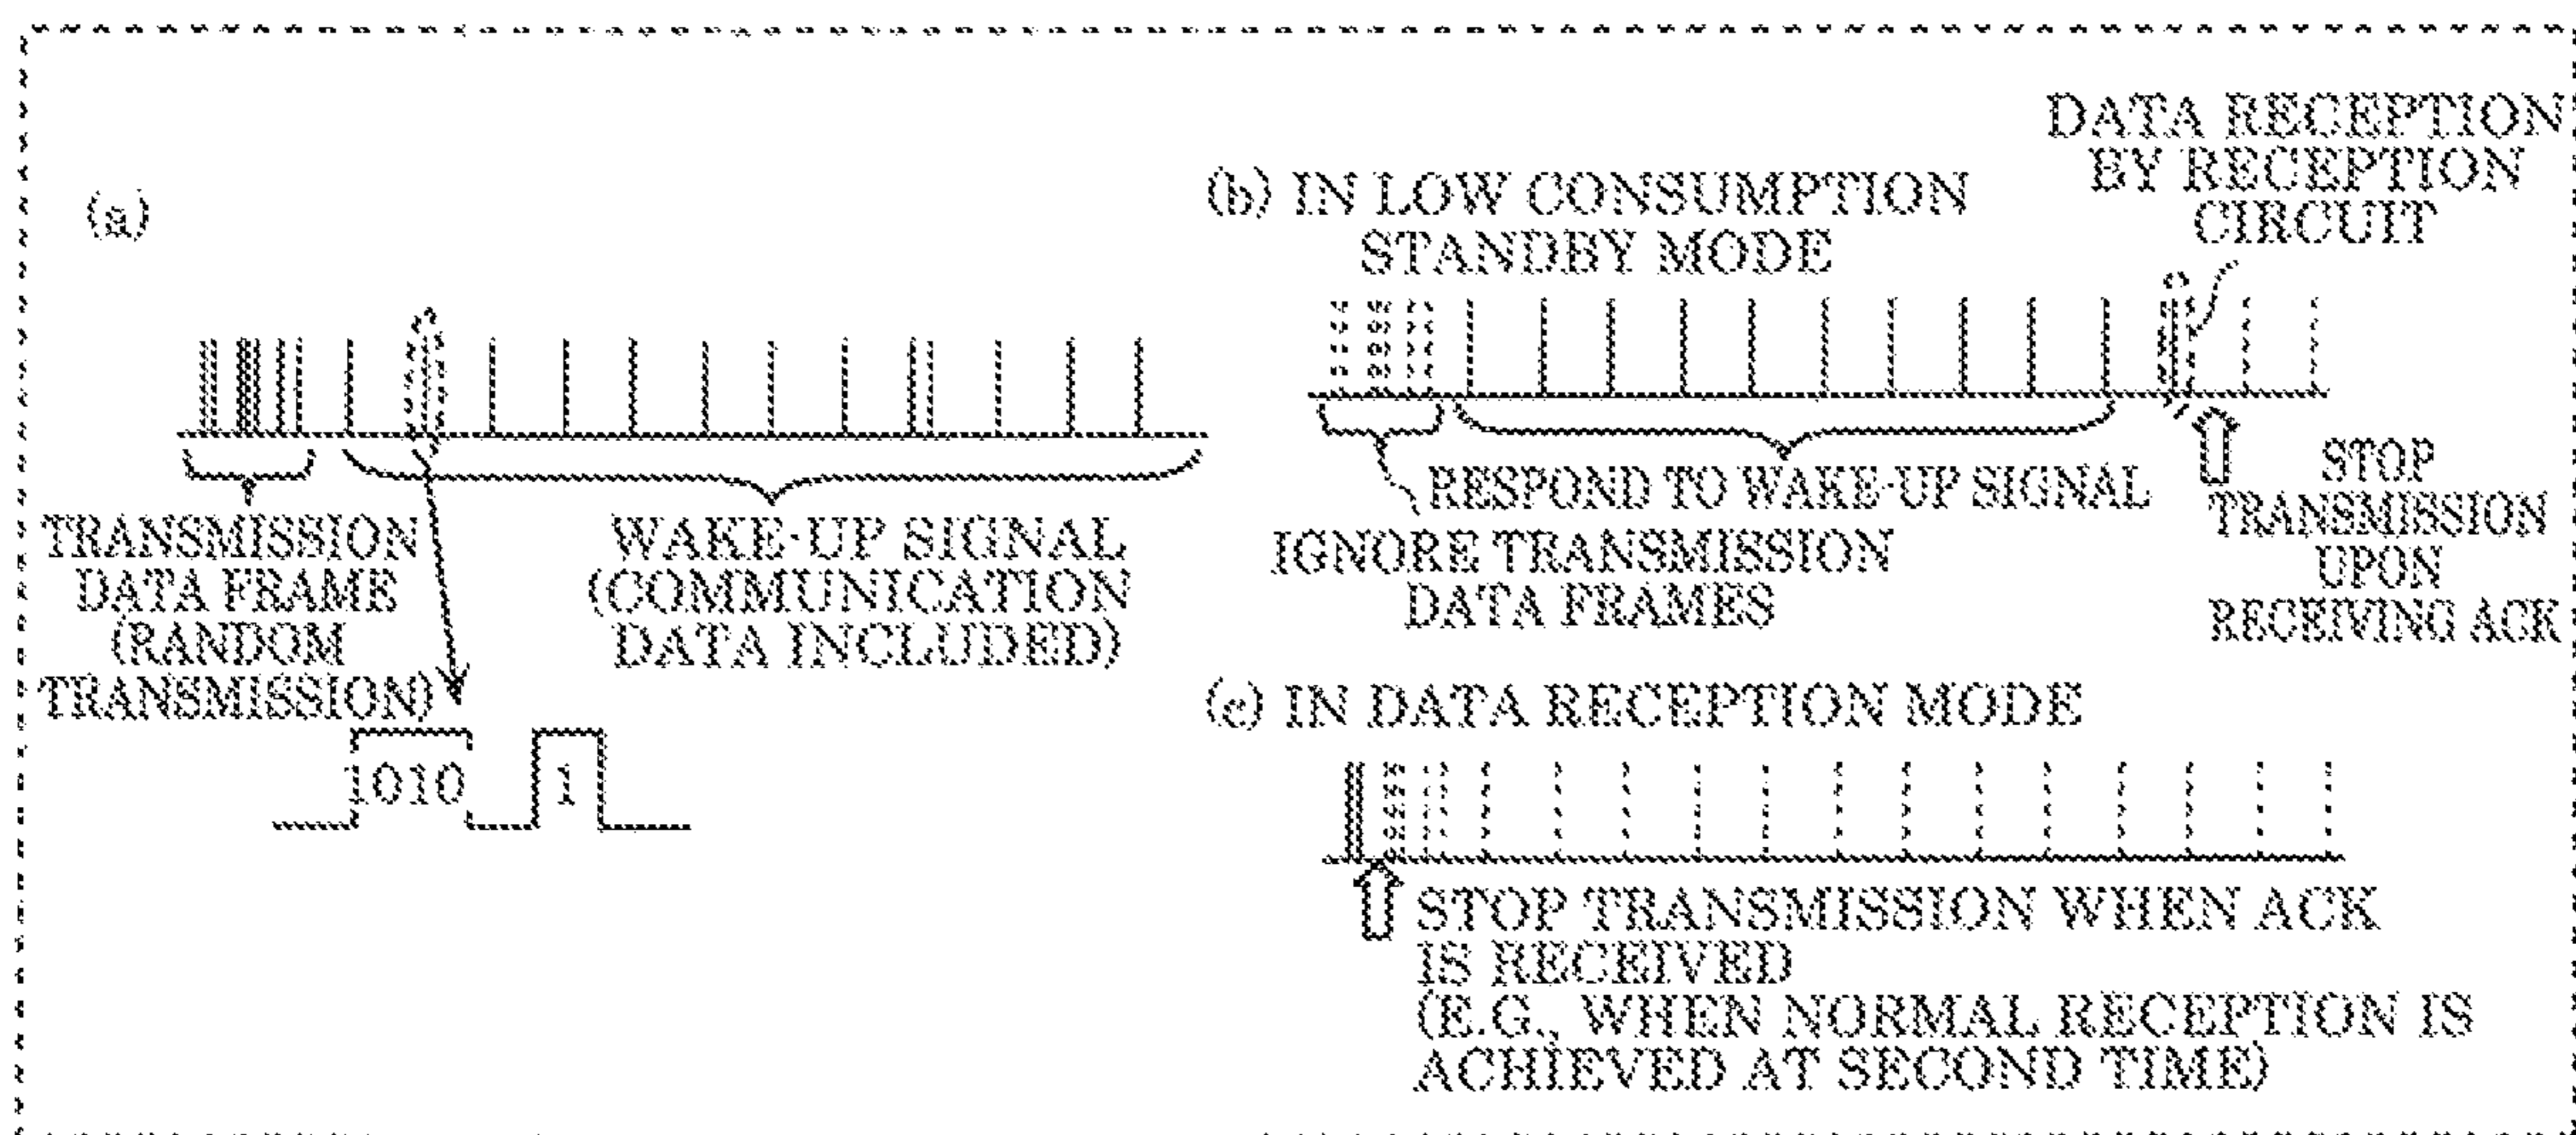 (a)
TRANSMISSION
DATA FRAME
(RANDOM
TRANSMISSION)
WAKE-UP SIGNAL
(COMMUNICATION
DATA INCLUDED)
1010
1
(b) IN LOW CONSUMPTION
STANDBY MODE
DATA RECEPTION
BY RECEPTION
CIRCUIT
RESPOND TO WAKE-UP SIGNAL
IGNORE TRANSMISSION
DATA FRAMES
STOP
TRANSMISSION
UPON
RECEIVING ACK
(c) IN DATA RECEPTION MODE
STOP TRANSMISSION WHEN ACK
IS RECEIVED
(E.G., WHEN NORMAL RECEPTION IS
ACHIEVED AT SECOND TIME)